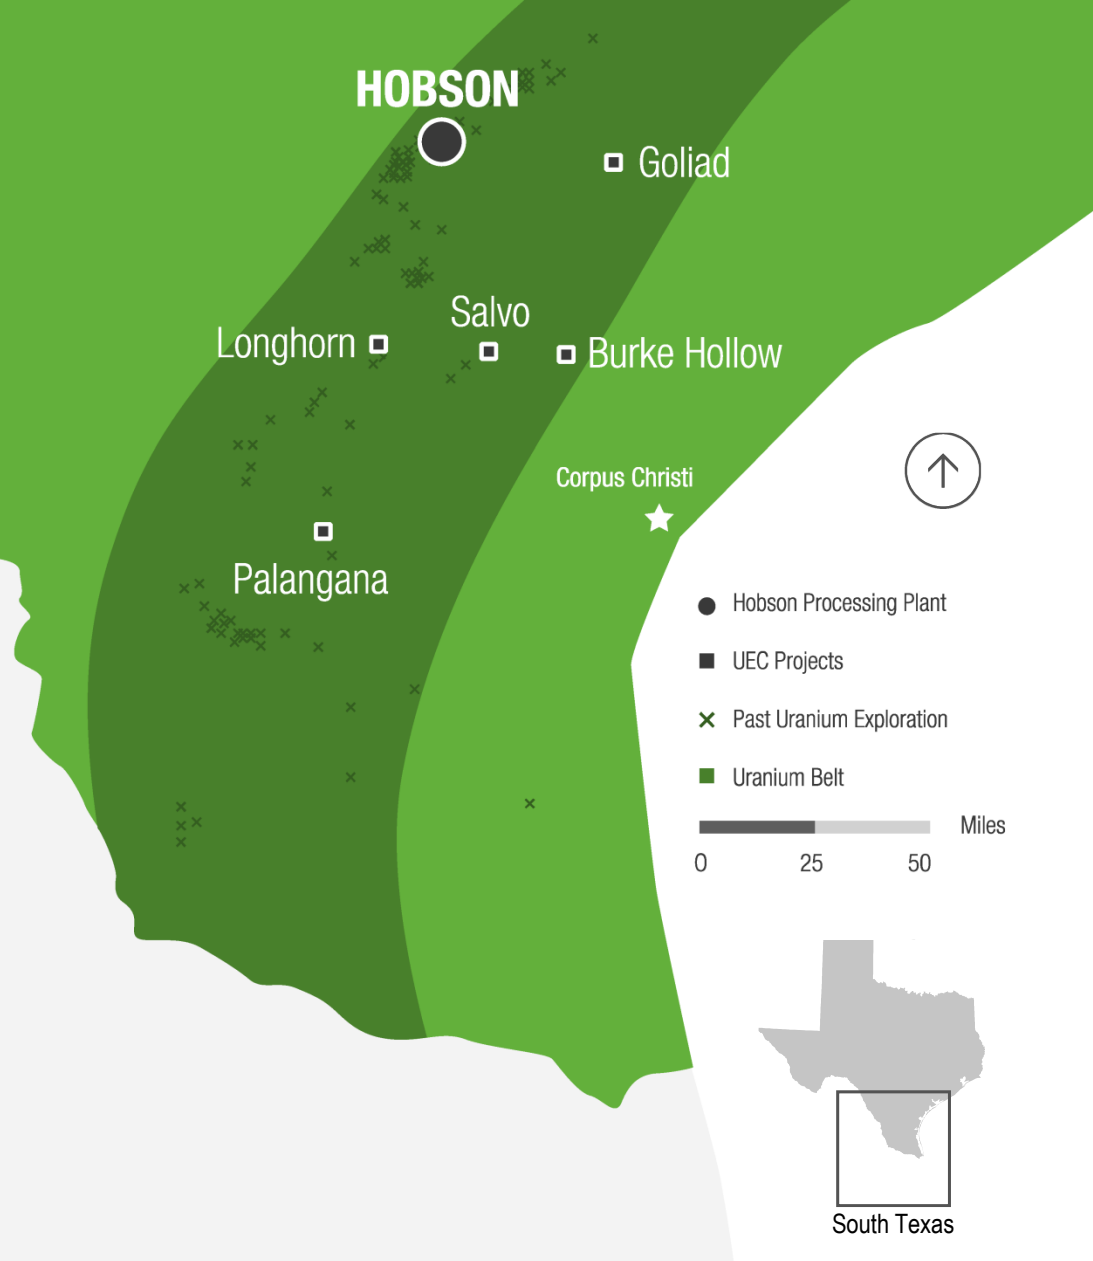 HOBSON
Goliad
Salvo
Longhorn
Burke Hollow
Corpus Christi
Palangana
Hobson Processing Plant
UEC Projects
Past Uranium Exploration
Uranium Belt
Miles
0 25 50
South Texas